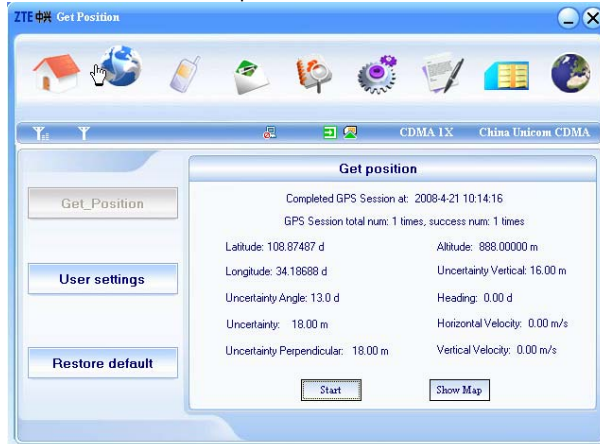 ZTE中兴 Get Position
CDMA 1X China Unicom CDMA
Get position
Get_Position
User settings
Restore default
Completed GPS Session at: 2008-4-21 10:14:16
GPS Session total num: 1 times, success num: 1 times
Latitude: 108.87487 d Altitude: 888.00000 m
Longitude: 34.18688 d Uncertainty Vertical: 16.00 m
Uncertainty Angle: 13.0 d Heading: 0.00 d
Uncertainty: 18.00 m Horizontal Velocity: 0.00 m/s
Uncertainty Perpendicular: 18.00 m Vertical Velocity: 0.00 m/s
Start Show Map